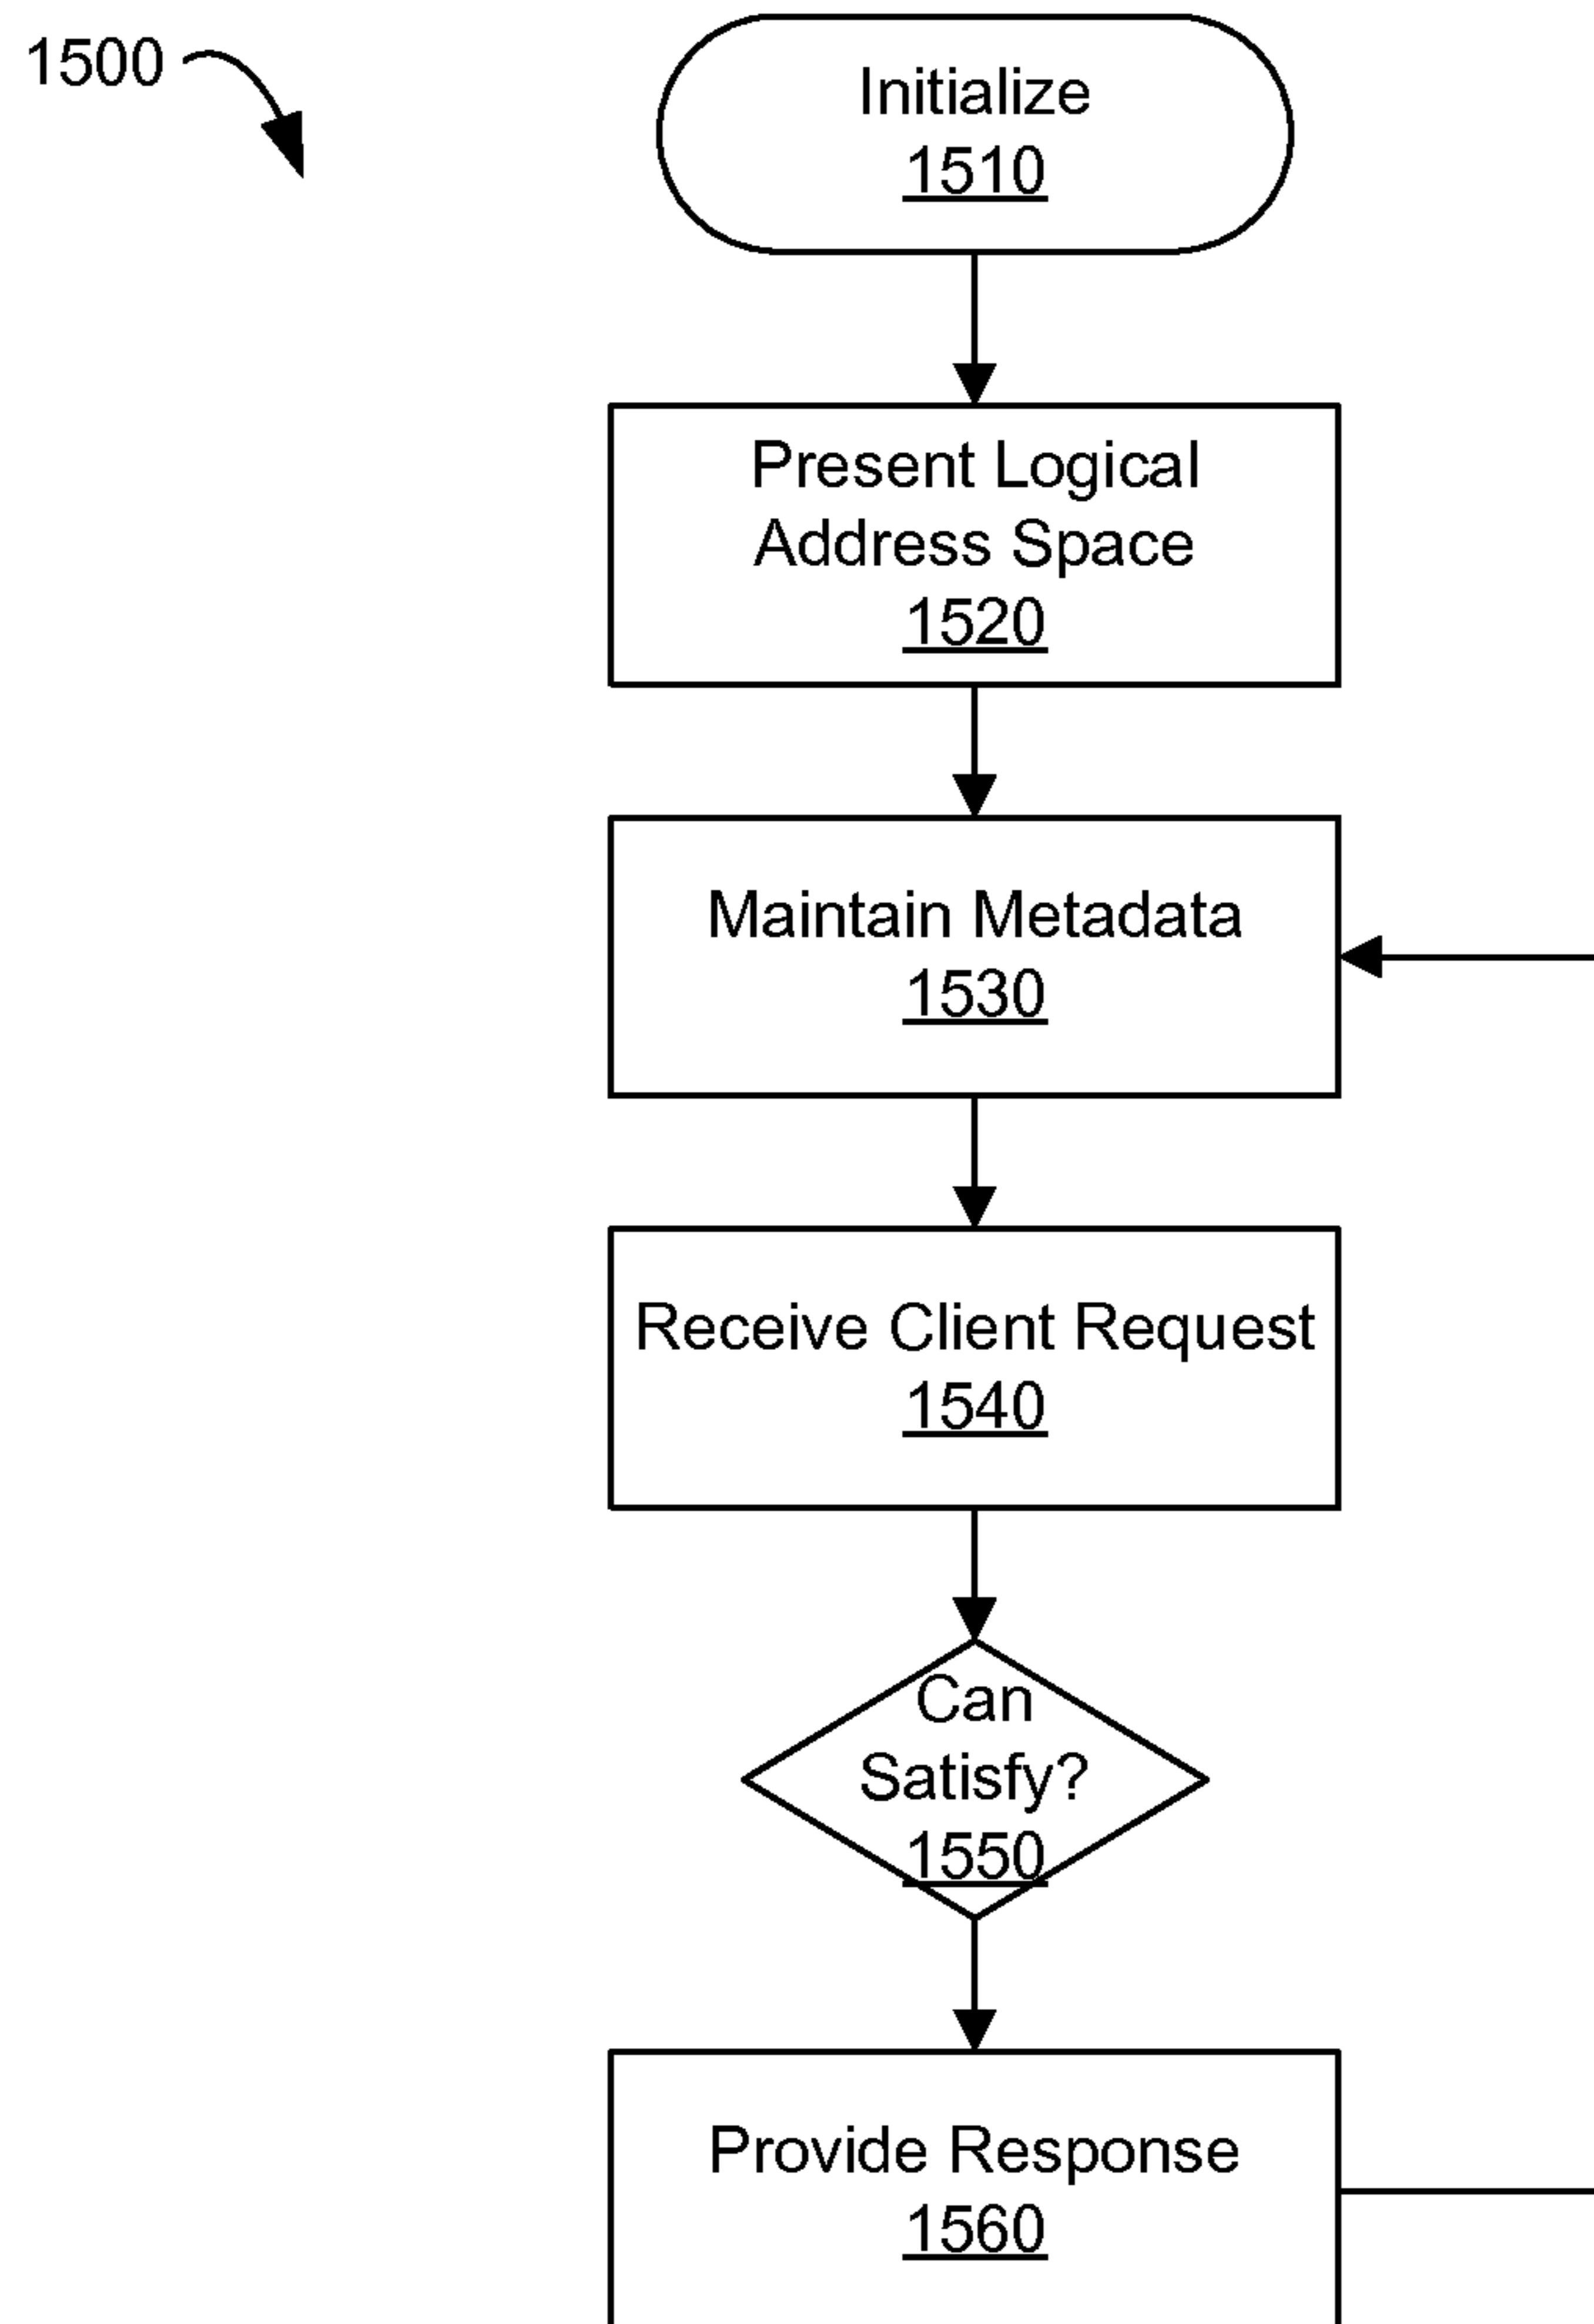 1500
Initialize
1510
Present Logical
Address Space
1520
Maintain Metadata
1530
Receive Client Request
1540
Can
Satisfy?
1550
Provide Response
1560